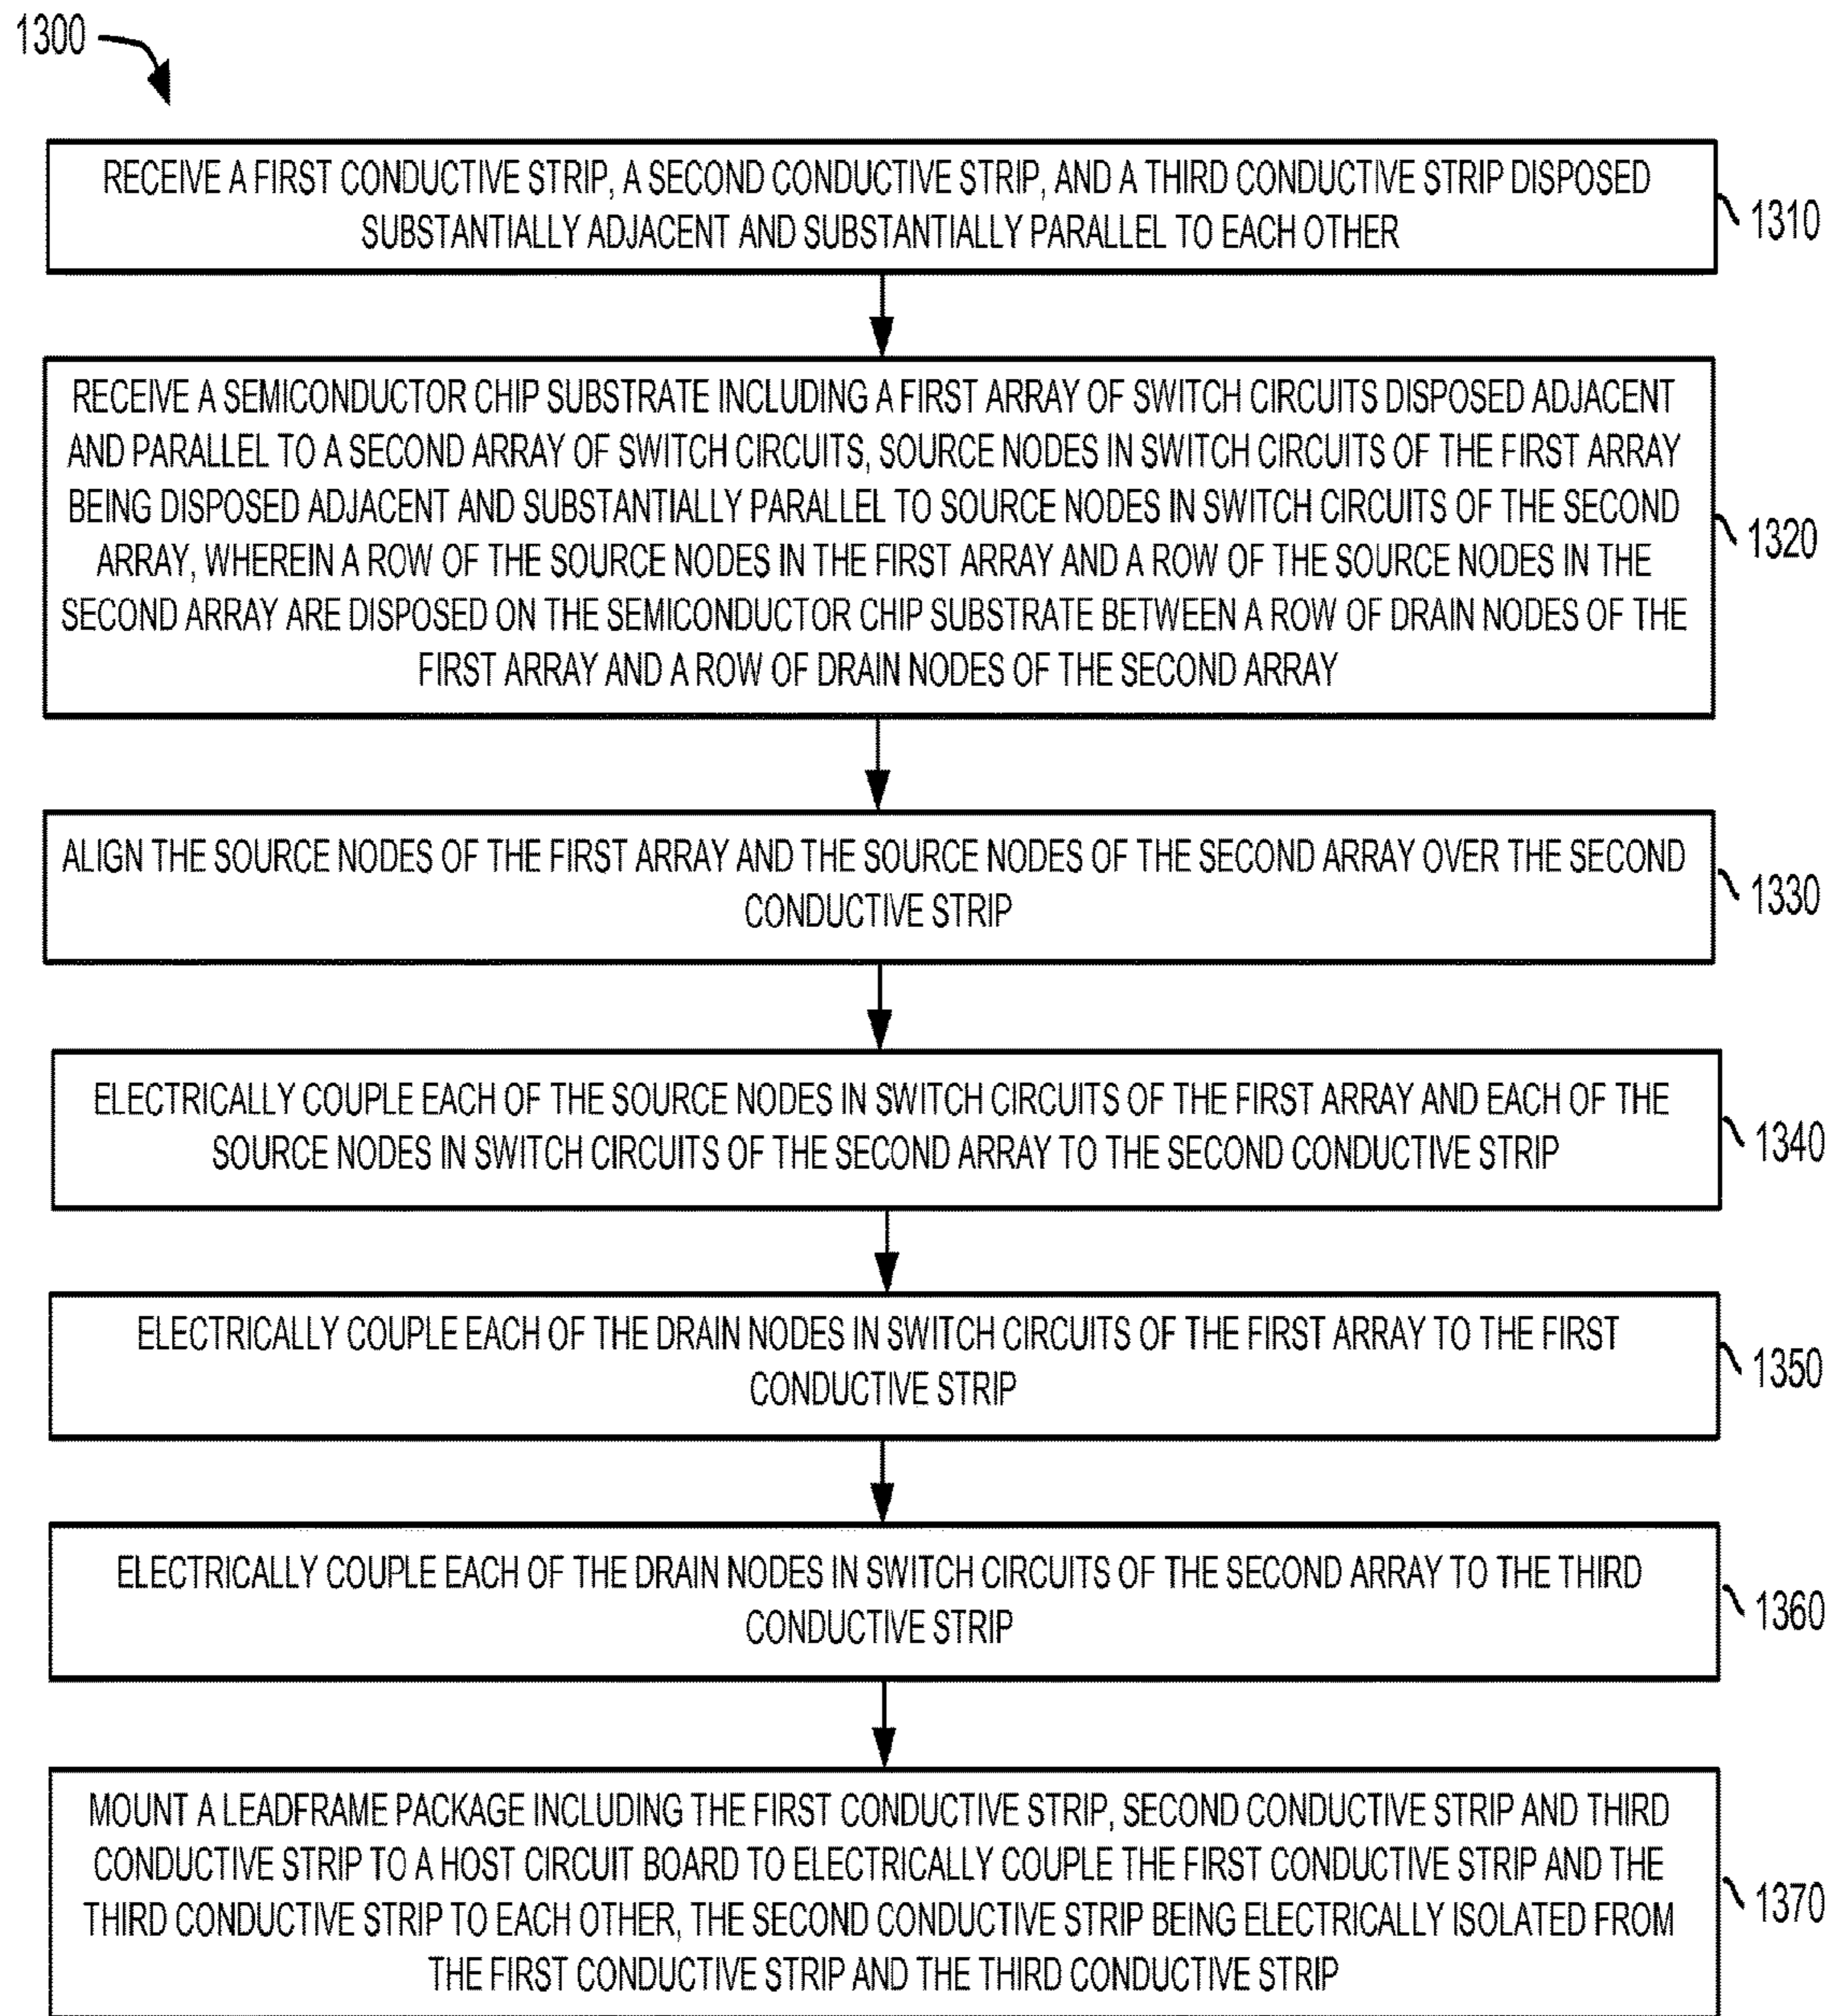 1300
RECEIVE A FIRST CONDUCTIVE STRIP, A SECOND CONDUCTIVE STRIP, AND A THIRD CONDUCTIVE STRIP DISPOSED
SUBSTANTIALLY ADJACENT AND SUBSTANTIALLY PARALLEL TO EACH OTHER
1310
RECEIVE A SEMICONDUCTOR CHIP SUBSTRATE INCLUDING A FIRST ARRAY OF SWITCH CIRCUITS DISPOSED ADJACENT
AND PARALLEL TO A SECOND ARRAY OF SWITCH CIRCUITS, SOURCE NODES IN SWITCH CIRCUITS OF THE FIRST ARRAY
BEING DISPOSED ADJACENT AND SUBSTANTIALLY PARALLEL TO SOURCE NODES IN SWITCH CIRCUITS OF THE SECOND
ARRAY, WHEREIN A ROW OF THE SOURCE NODES IN THE FIRST ARRAY AND A ROW OF THE SOURCE NODES IN THE
SECOND ARRAY ARE DISPOSED ON THE SEMICONDUCTOR CHIP SUBSTRATE BETWEEN A ROW OF DRAIN NODES OF THE
FIRST ARRAY AND A ROW OF DRAIN NODES OF THE SECOND ARRAY
1320
ALIGN THE SOURCE NODES OF THE FIRST ARRAY AND THE SOURCE NODES OF THE SECOND ARRAY OVER THE SECOND
CONDUCTIVE STRIP
1330
ELECTRICALLY COUPLE EACH OF THE SOURCE NODES IN SWITCH CIRCUITS OF THE FIRST ARRAY AND EACH OF THE
SOURCE NODES IN SWITCH CIRCUITS OF THE SECOND ARRAY TO THE SECOND CONDUCTIVE STRIP
1340
ELECTRICALLY COUPLE EACH OF THE DRAIN NODES IN SWITCH CIRCUITS OF THE FIRST ARRAY TO THE FIRST
CONDUCTIVE STRIP
1350
ELECTRICALLY COUPLE EACH OF THE DRAIN NODES IN SWITCH CIRCUITS OF THE SECOND ARRAY TO THE THIRD
CONDUCTIVE STRIP
1360
MOUNT A LEADFRAME PACKAGE INCLUDING THE FIRST CONDUCTIVE STRIP, SECOND CONDUCTIVE STRIP AND THIRD
CONDUCTIVE STRIP TO A HOST CIRCUIT BOARD TO ELECTRICALLY COUPLE THE FIRST CONDUCTIVE STRIP AND THE
THIRD CONDUCTIVE STRIP TO EACH OTHER, THE SECOND CONDUCTIVE STRIP BEING ELECTRICALLY ISOLATED FROM
THE FIRST CONDUCTIVE STRIP AND THE THIRD CONDUCTIVE STRIP
1370